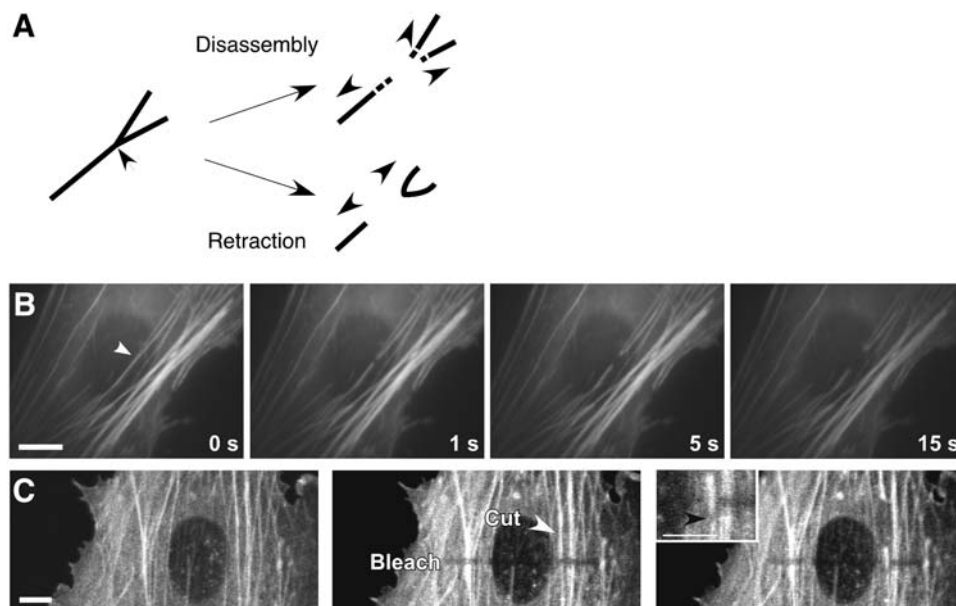 A
Disassembly
Retraction
B
0 s
1 s
5 s
15 s
C
Cut
Bleach